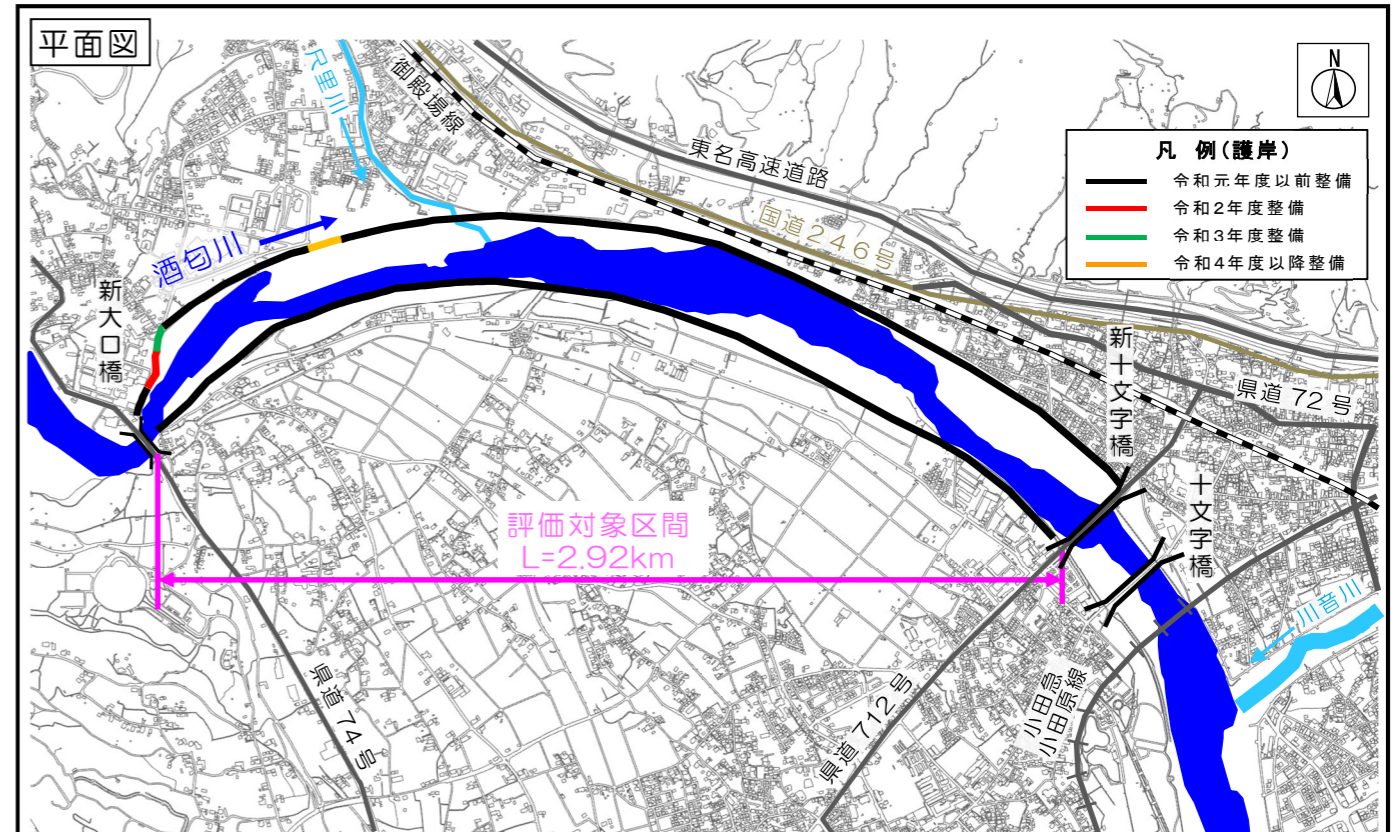 平面図
N
尺里川
御殿場線
東名高速道路
国道246号
凡 例(護岸)
令和元年度以前整備
令和2年度整備
令和3年度整備
令和4年度以降整備
酒匂川
新大口橋
新十文字橋
県道72号
十文字橋
評価対象区間
L=2.92km
川音川
県道74号
県道712号
小田急
小田原線